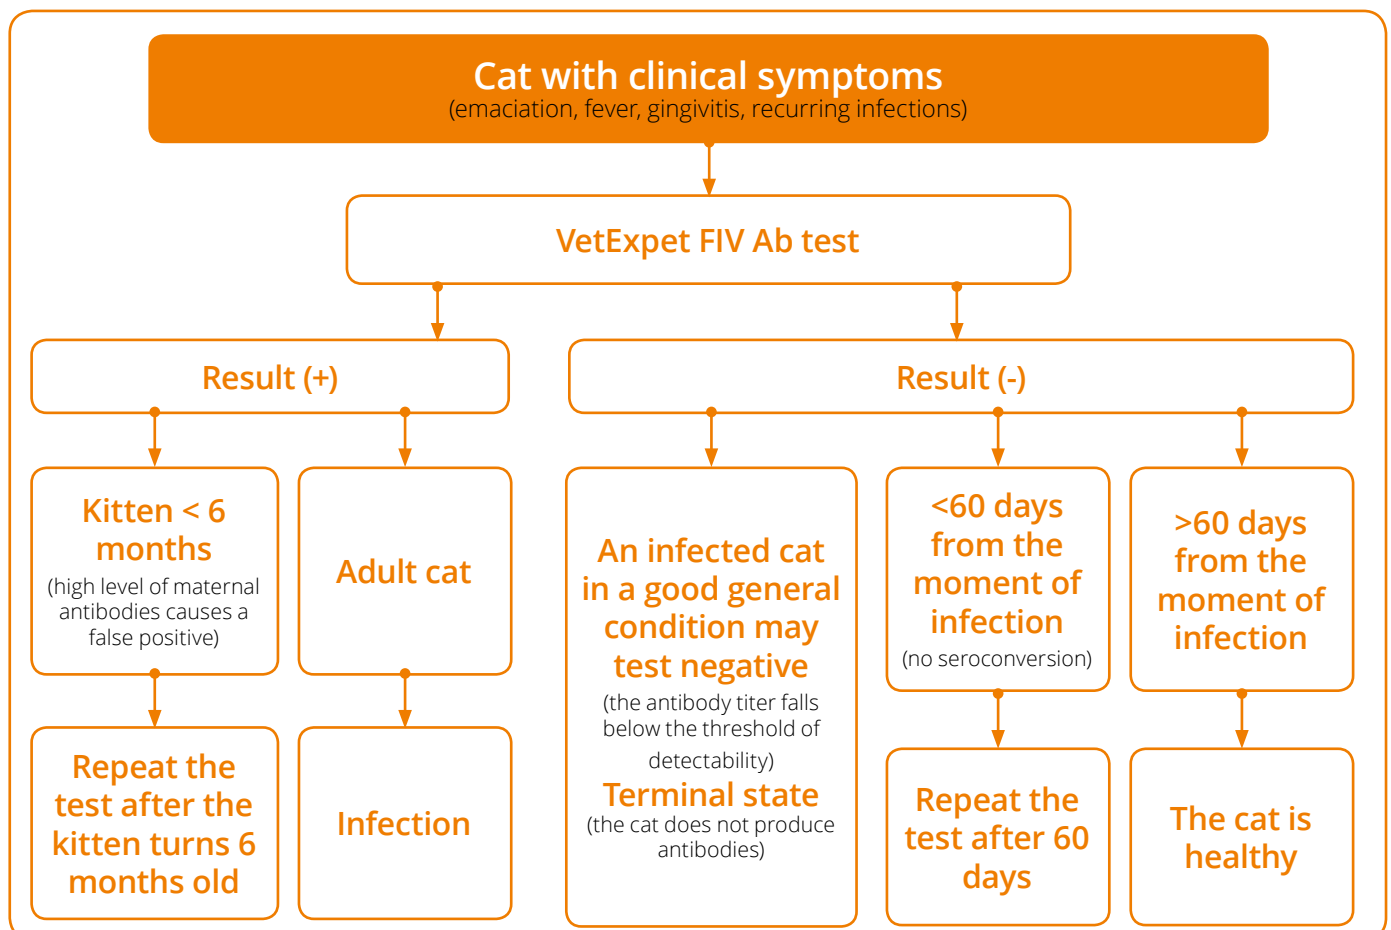 Cat with clinical symptoms
(emaciation, fever, gingivitis, recurring infections)
VetExpet FIV Ab test
Result (+)
Result (-)
Kitten < 6
months
(high level of maternal
antibodies causes a
false positive)
Adult cat
An infected cat
in a good general
condition may
test negative
(the antibody titer falls
below the threshold of
detectability)
Terminal state
(the cat does not produce
antibodies)
<60 days
from the
moment of
infection
(no seroconversion)
>60 days
from the
moment of
infection
Repeat the
test after the
kitten turns 6
months old
Infection
Repeat the
test after 60
days
The cat is
healthy